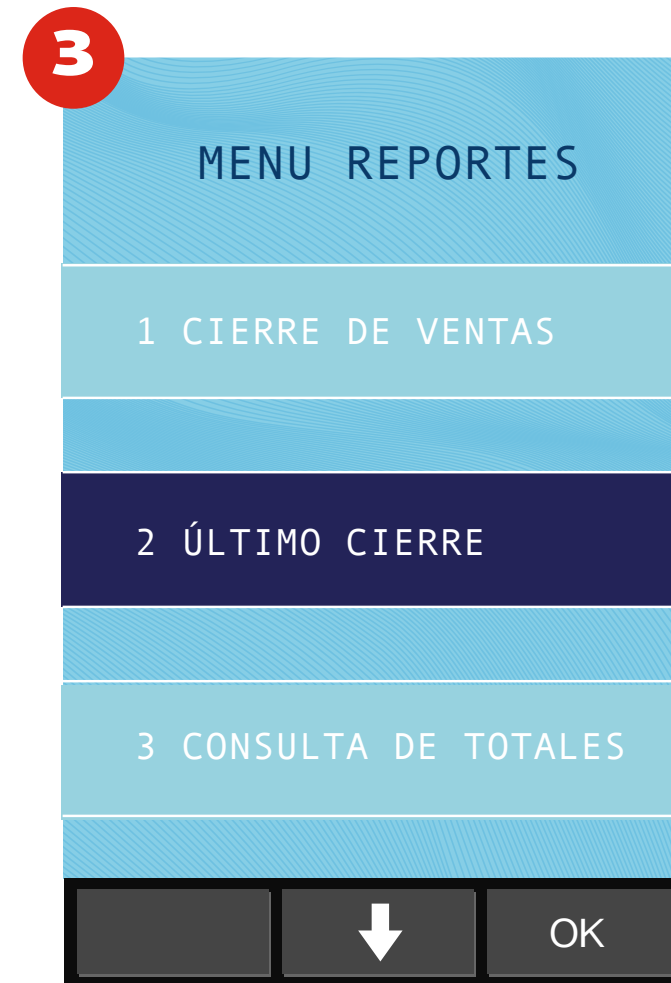 3
MENU REPORTES
1 CIERRE DE VENTAS
2 ÚLTIMO CIERRE
3 CONSULTA DE TOTALES
OK